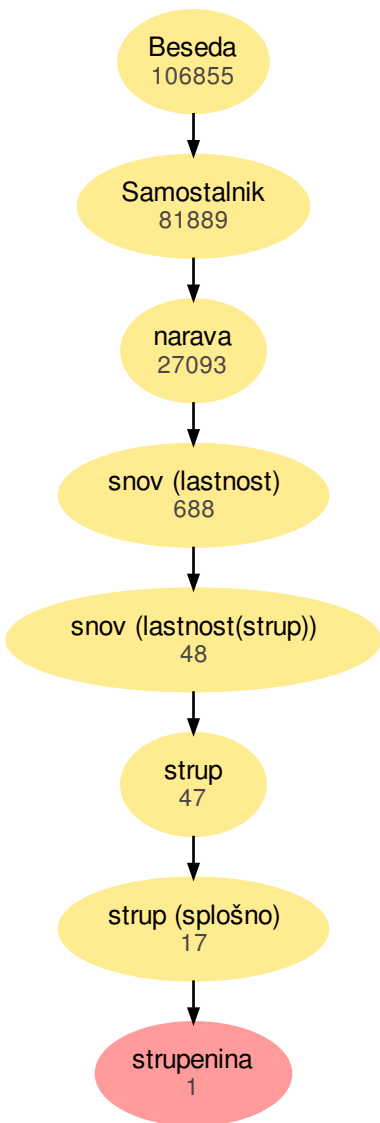 Beseda
106855
Samostalnik
81889
narava
27093
snov (lastnost)
688
snov (lastnost(strup))
48
strup
47
strup (splošno)
17
strupenina
1